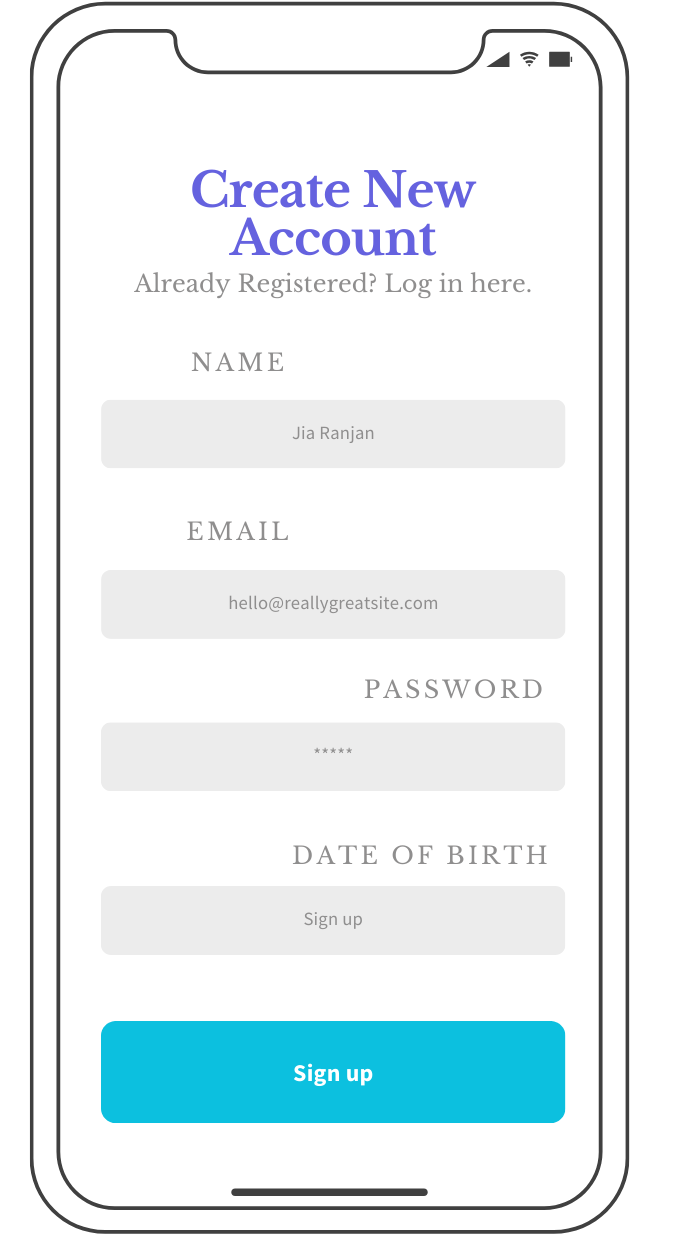 Create New
Account
Already Registered? Log in here.
NAME
Jia Ranjan
EMAIL
hello@reallygreatsite.com
PASSWORD
*****
DATE OF BIRTH
Sign up
Sign up